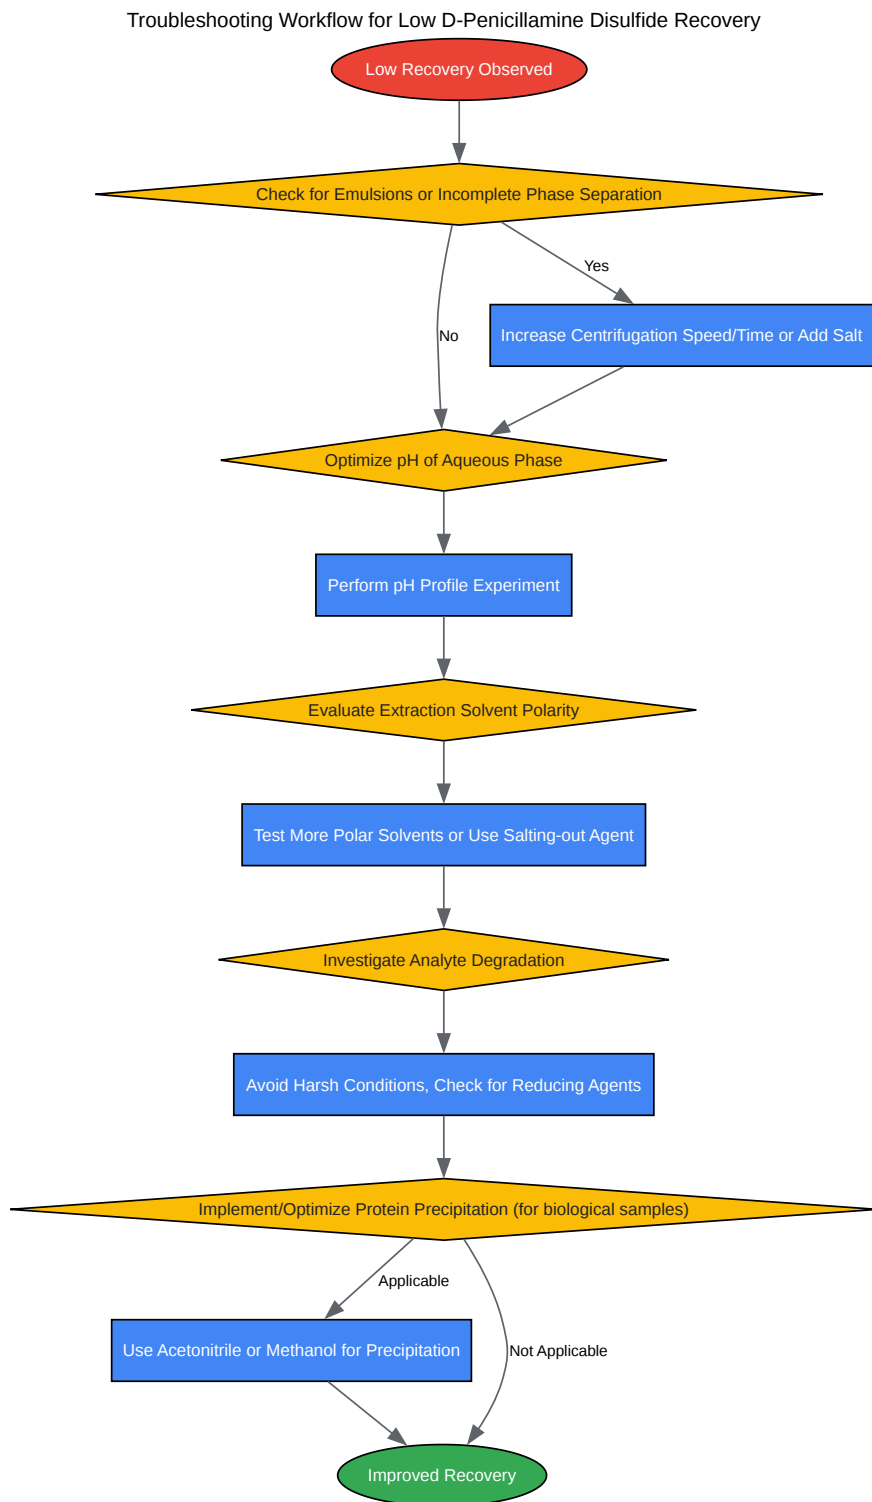 Troubleshooting Workflow for Low D-Penicillamine Disulfide Recovery
Low Recovery Observed
Check for Emulsions or Incomplete Phase Separation
Yes
No
Increase Centrifugation Speed/Time or Add Salt
Optimize pH of Aqueous Phase
Perform pH Profile Experiment
Evaluate Extraction Solvent Polarity
Test More Polar Solvents or Use Salting-out Agent
Investigate Analyte Degradation
Avoid Harsh Conditions, Check for Reducing Agents
Implement/Optimize Protein Precipitation (for biological samples)
Applicable
Use Acetonitrile or Methanol for Precipitation
Not Applicable
Improved Recovery